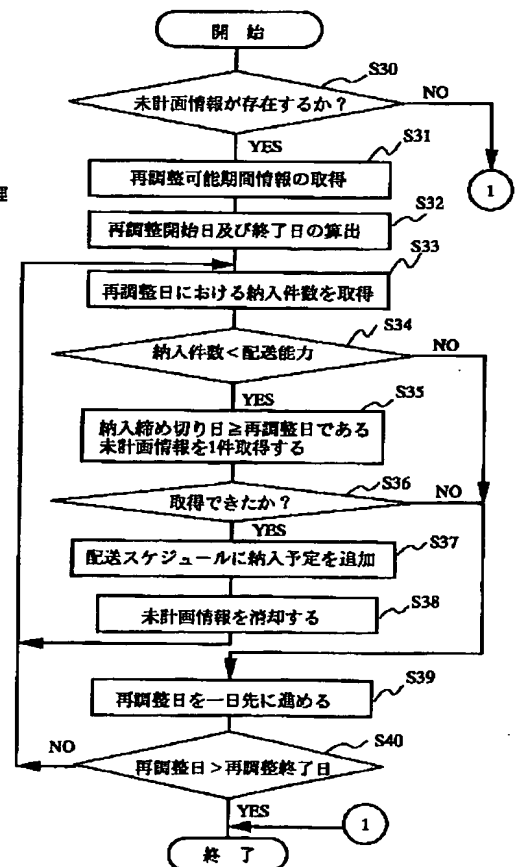 開 始
S30
未計画情報が存在するか？
NO
YES
S31
再調整可能期間情報の取得
1
理
S32
再調整開始日及び終了日の算出
S33
再調整日における納入件数を取得
S34
納入件数＜配送能力
NO
YES
S35
納入締め切り日≧再調整日である
未計画情報を1件取得する
S36
取得できたか？
NO
YES
S37
配送スケジュールに納入予定を追加
S38
未計画情報を消却する
S39
再調整日を一日先に進める
S40
NO
再調整日＞再調整終了日
YES
1
終 了